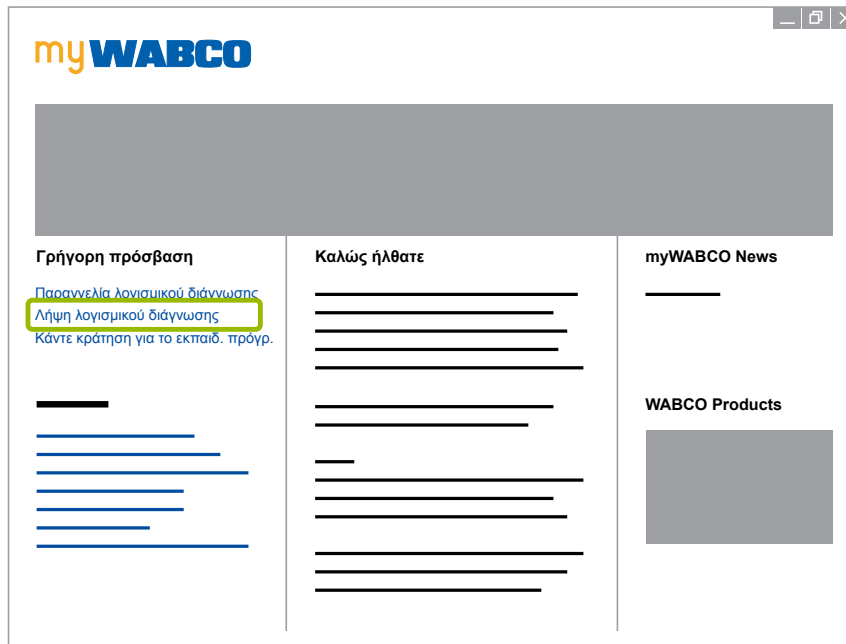 myWABCO
Γρήγορη πρόσβαση
Παραγγελία λογισμικού διάγνωσης
Λήψη λογισμικού διάγνωσης
Κάντε κράτηση για το εκπαιδ. πρόγρ.
Καλώς ήλθατε
myWABCO News
WABCO Products